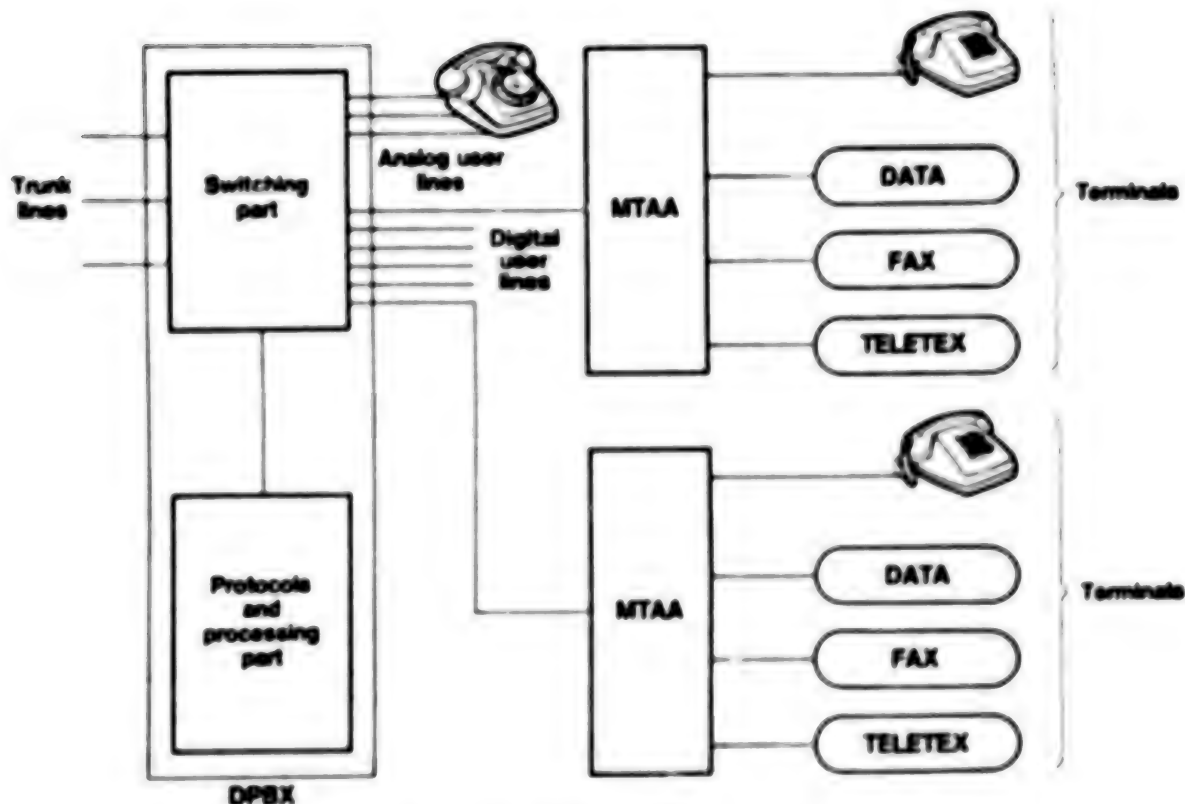 Trunk
lines
Switching
part
Analog user
lines
Digital
user
lines
Protocols
and
processing
part
DPBX
MTAA
DATA
FAX
TELETEX
Terminals
MTAA
DATA
FAX
TELETEX
Terminals